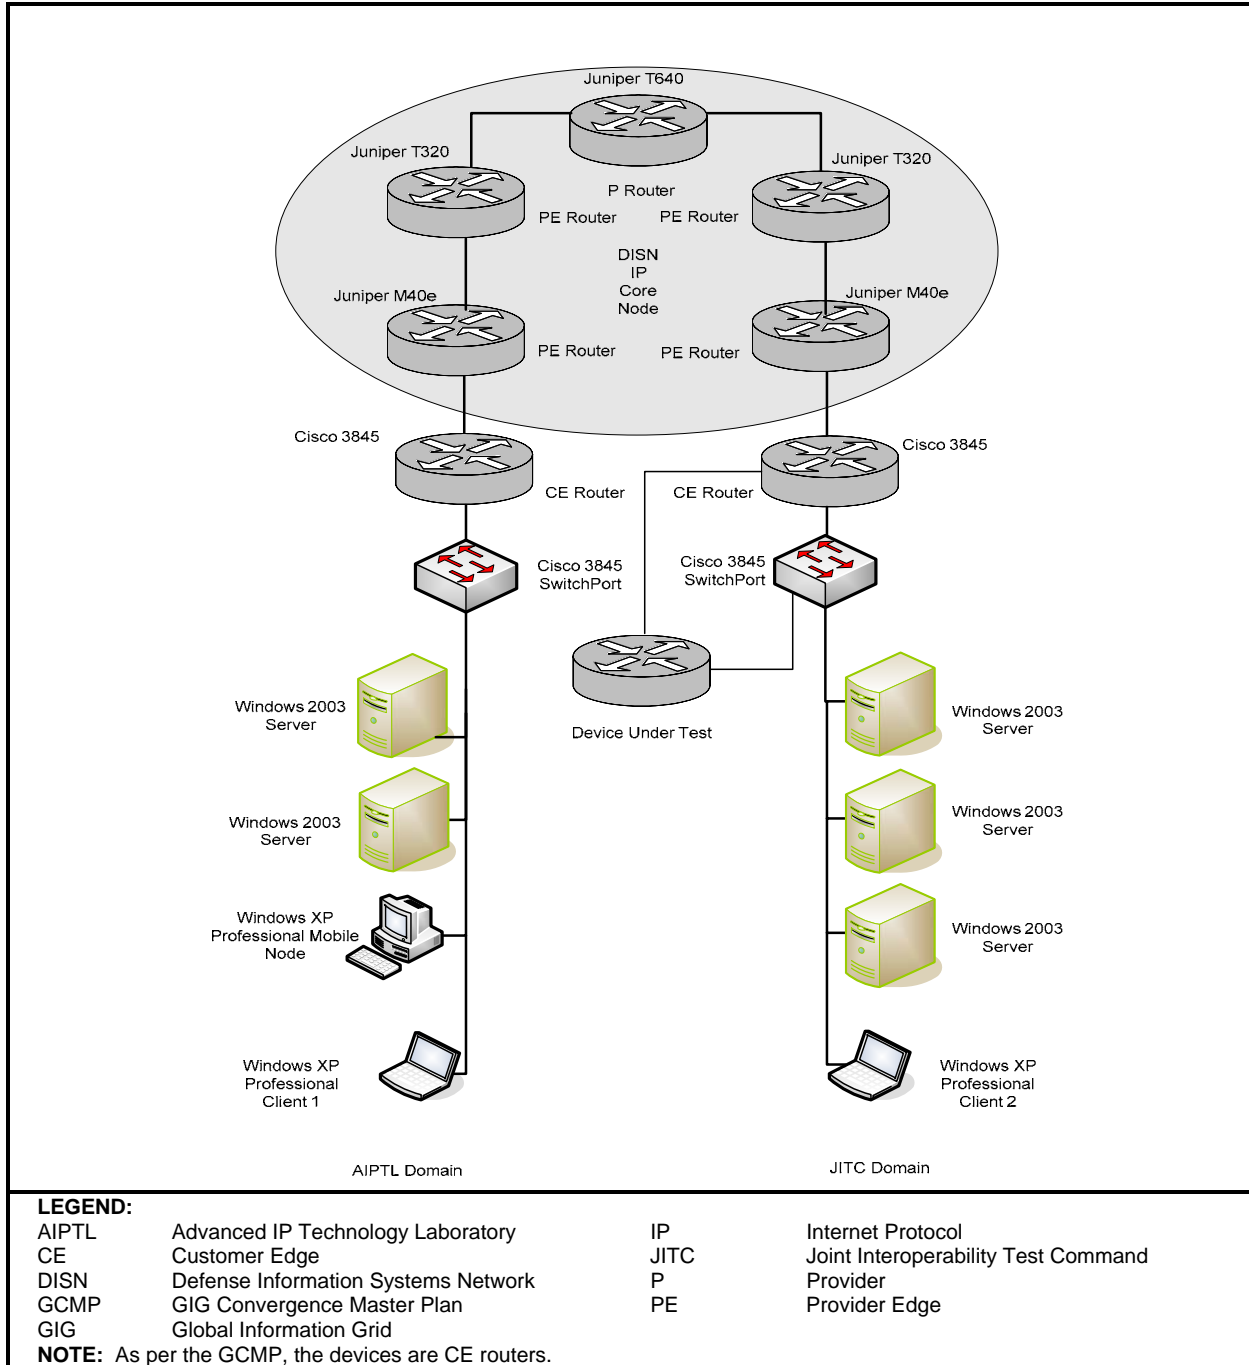 Juniper T640
Juniper T320
Juniper T320
P Router
PE Router
PE Router
DISN
IP
Core
Node
Juniper M40e
Juniper M40e
PE Router
PE Router
Cisco 3845
Cisco 3845
CE Router
CE Router
Cisco 3845
SwitchPort
Cisco 3845
SwitchPort
Device Under Test
Windows 2003
Server
Windows 2003
Server
Windows 2003
Server
Windows 2003
Server
Windows XP
Professional Mobile
Node
Windows 2003
Server
Windows XP
Professional
Client 1
Windows XP
Professional
Client 2
AIPTL Domain
JITC Domain
LEGEND:
AIPTL Advanced IP Technology Laboratory IP Internet Protocol
CE Customer Edge JITC Joint Interoperability Test Command
DISN Defense Information Systems Network P Provider
GCMP GIG Convergence Master Plan PE Provider Edge
GIG Global Information Grid
NOTE: As per the GCMP, the devices are CE routers.